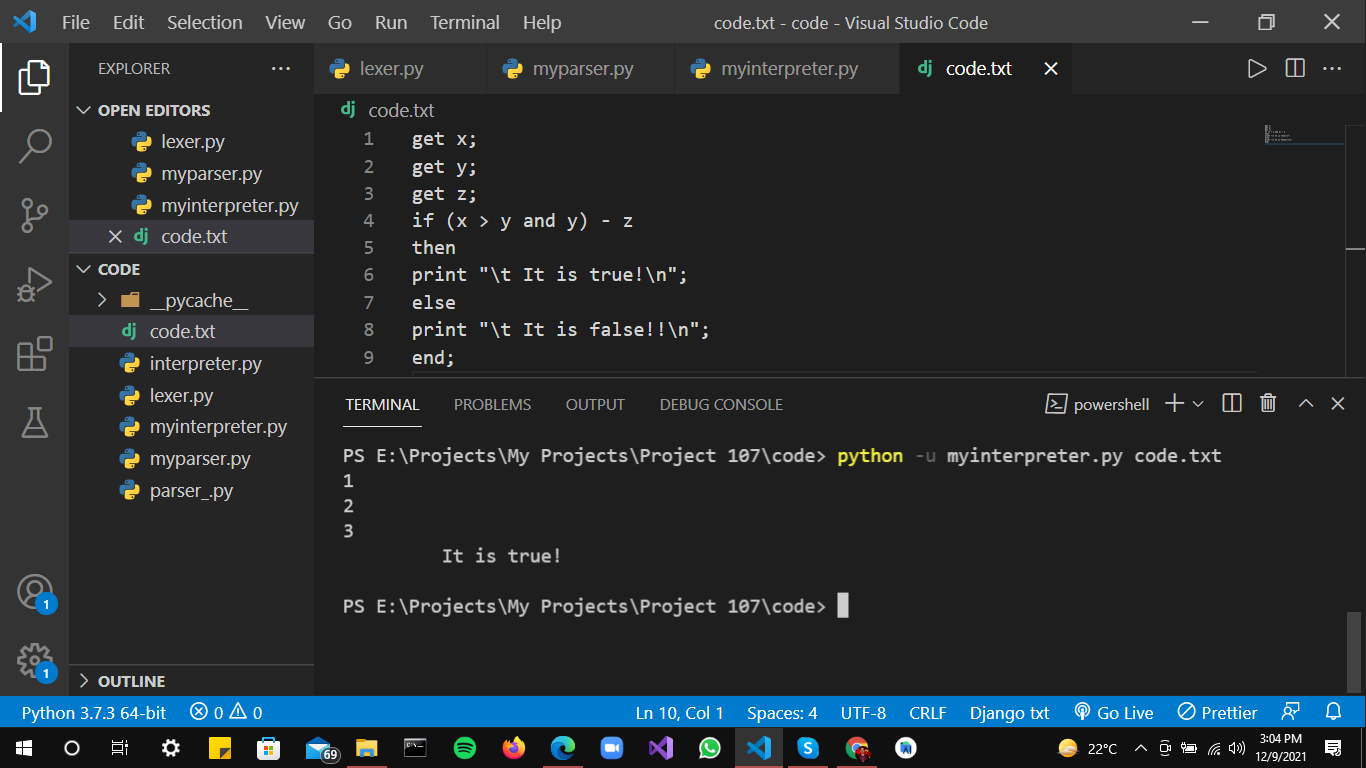 File Edit Selection View Go Run Terminal Help code.txt - code - Visual Studio Code
EXPLORER
OPEN EDITORS
lexer.py
myparser.py
myinterpreter.py
code.txt
CODE
__pycache__
code.txt
interpreter.py
lexer.py
myinterpreter.py
myparser.py
parser_.py
OUTLINE
1
1
lexer.py myparser.py myinterpreter.py dj code.txt
dj code.txt
1 get x;
2 get y;
3 get z;
4 if (x > y and y) - z
5 then
6 print "\t It is true!\n";
7 else
8 print "\t It is false!!\n";
9 end;
TERMINAL PROBLEMS OUTPUT DEBUG CONSOLE powershell
PS E:\Projects\My Projects\Project 107\code> python -u myinterpreter.py code.txt
1
2
3
It is true!
PS E:\Projects\My Projects\Project 107\code>
Python 3.7.3 64-bit 0 0 Ln 10, Col 1 Spaces: 4 UTF-8 CRLF Django txt Go Live Prettier
69 22°C 3:04 PM
12/9/2021